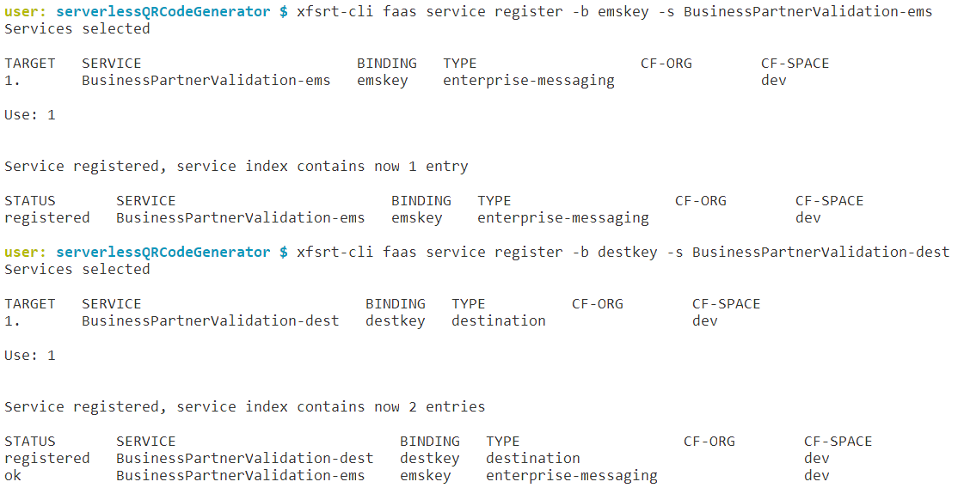 user: serverlessQRCodeGenerator $ xfsrt-cli faas service register -b emskey -s BusinessPartnerValidation-ems
Services selected
TARGET SERVICE BINDING TYPE CF-ORG CF-SPACE
1. BusinessPartnerValidation-ems emskey enterprise-messaging dev
Use: 1
Service registered, service index contains now 1 entry
STATUS SERVICE BINDING TYPE CF-ORG CF-SPACE
registered BusinessPartnerValidation-ems emskey enterprise-messaging dev
user: serverlessQRCodeGenerator $ xfsrt-cli faas service register -b destkey -s BusinessPartnerValidation-dest
Services selected
TARGET SERVICE BINDING TYPE CF-ORG CF-SPACE
1. BusinessPartnerValidation-dest destkey destination dev
Use: 1
Service registered, service index contains now 2 entries
STATUS SERVICE BINDING TYPE CF-ORG CF-SPACE
registered BusinessPartnerValidation-dest destkey destination dev
ok BusinessPartnerValidation-ems emskey enterprise-messaging dev